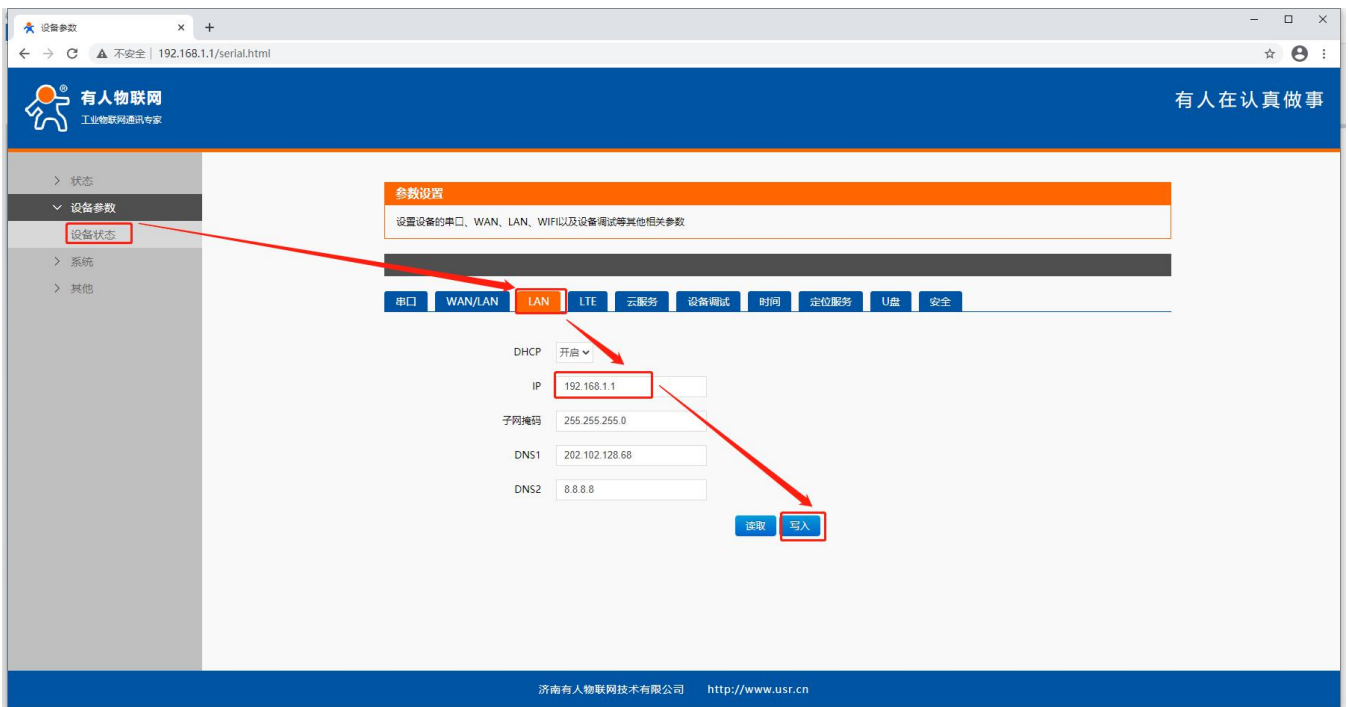 设备参数
不安全 | 192.168.1.1/serial.html
有人物联网
®
工业物联网通讯专家
有人在认真做事
状态
设备参数
设备状态
系统
其他
参数设置
设置设备的串口、WAN、LAN、WIFI以及设备调试等其他相关参数
串口 WAN/LAN LAN LTE 云服务 设备调试 时间 定位服务 U盘 安全
DHCP 开启
IP 192.168.1.1
子网掩码 255.255.255.0
DNS1 202.102.128.68
DNS2 8.8.8.8
读取 写入
济南有人物联网技术有限公司 http://www.usr.cn